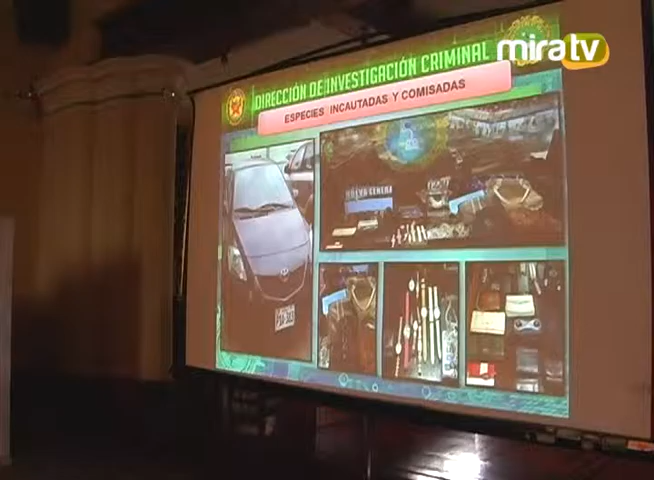 miratv
DIRECCIÓN DE INVESTIGACIÓN CRIMINAL
ESPECIES INCAUTADAS Y COMISADAS